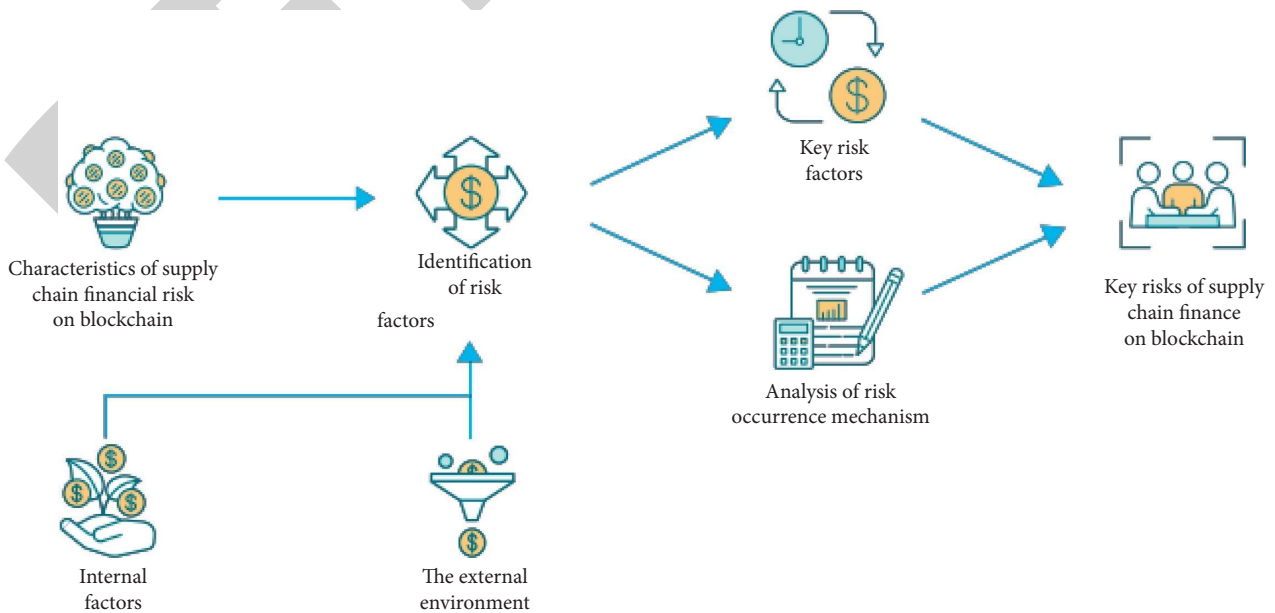 Characteristics of supply
chain financial risk
on blockchain
Identification
of risk
factors
Key risk
factors
Analysis of risk
occurrence mechanism
Key risks of supply
chain finance
on blockchain
Internal
factors
The external
environment